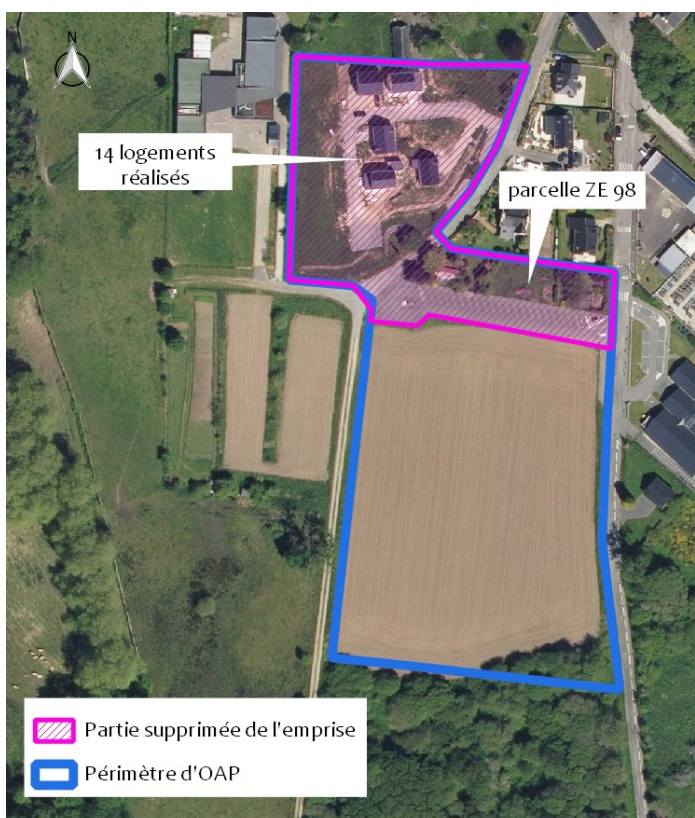 N
14 logements
réalisés
parcelle ZE 98
Partie supprimée de l'emprise
Périmètre d'OAP